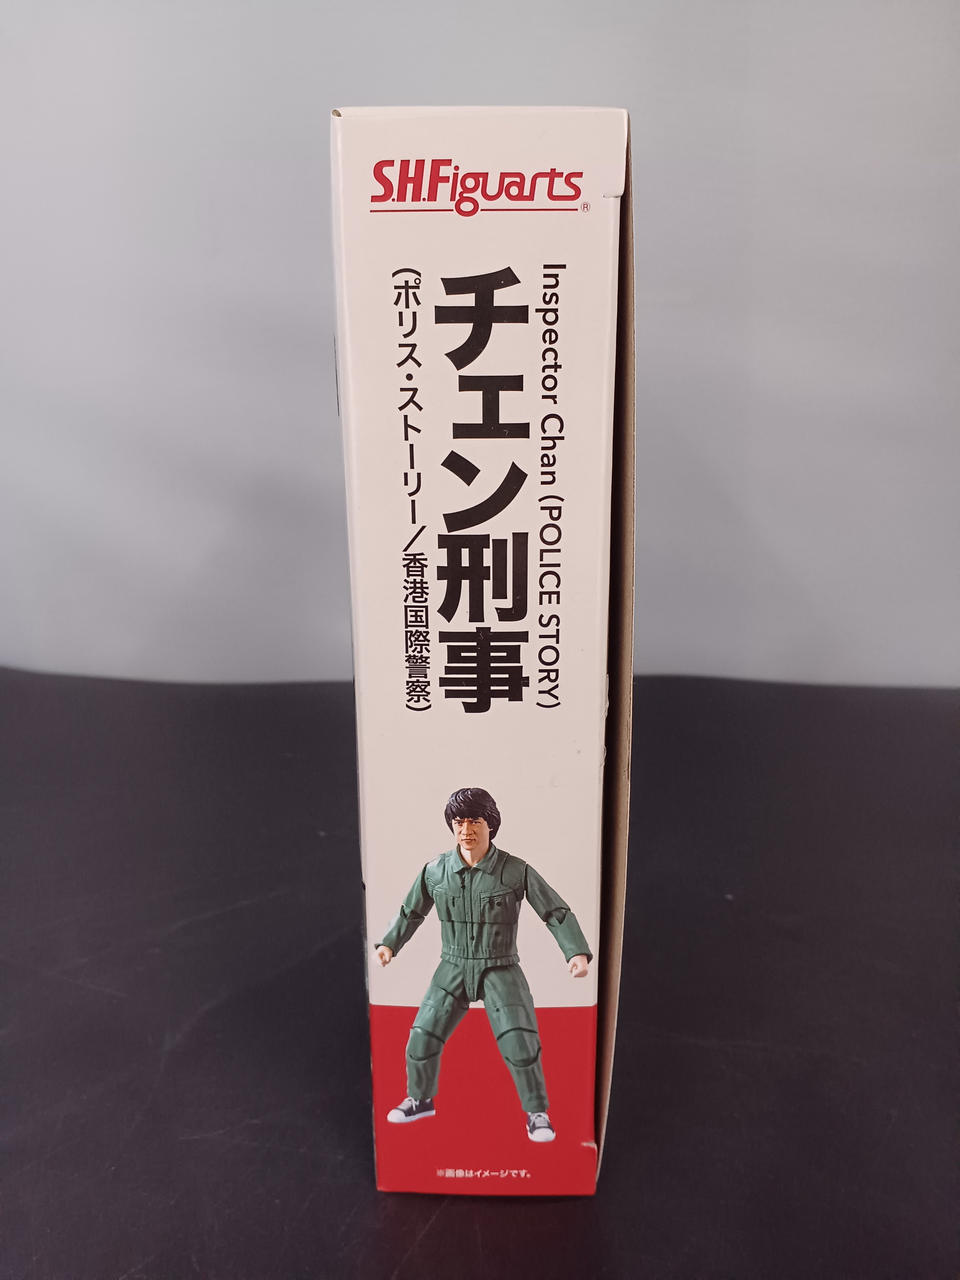 S.H.Figuarts®
Inspector Chan (POLICE STORY)
チェン刑事
(ポリス・ストーリー/香港国際警察)
※画像はイメージです。